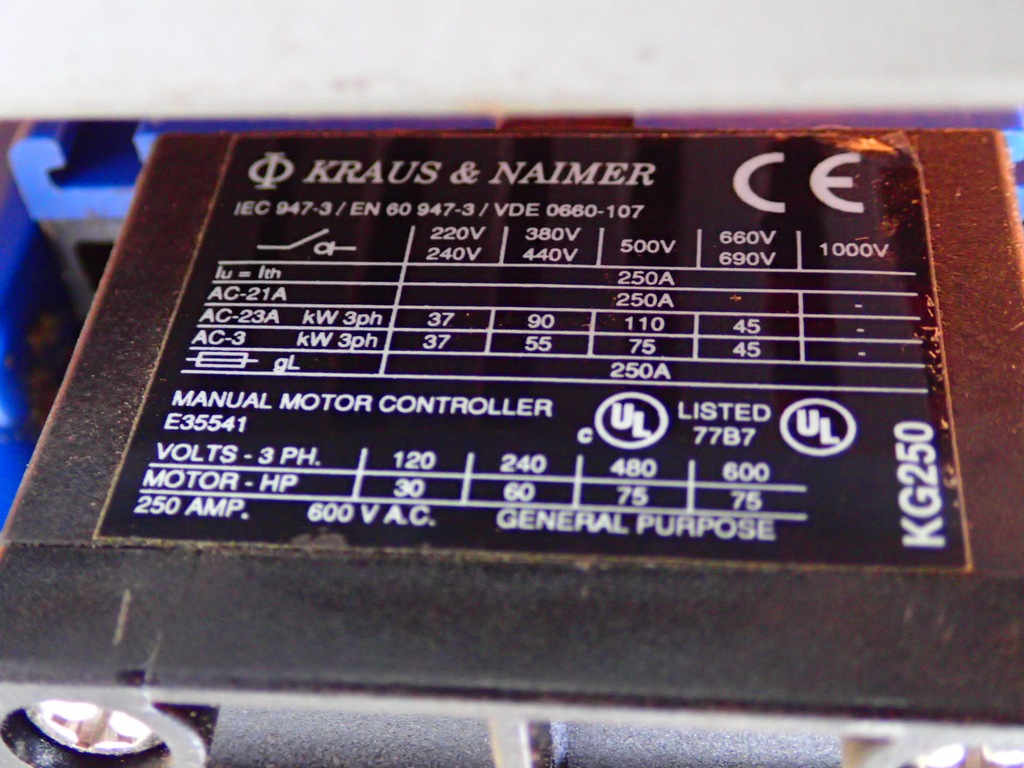 KRAUS & NAIMER CE
IEC 947-3 / EN 60 947-3 / VDE 0660-107
220V 240V 380V 440V 500V 660V 690V 1000V
Iu = Ith 250A
AC-21A 250A -
AC-23A kW 3ph 37 90 110 45 -
AC-3 kW 3ph 37 55 75 45 -
gL 250A
MANUAL MOTOR CONTROLLER
E35541
c UL LISTED 77B7 UL
VOLTS - 3 PH. 120 240 480 600
MOTOR - HP 30 60 75 75
250 AMP. 600 V A.C. GENERAL PURPOSE
KG250